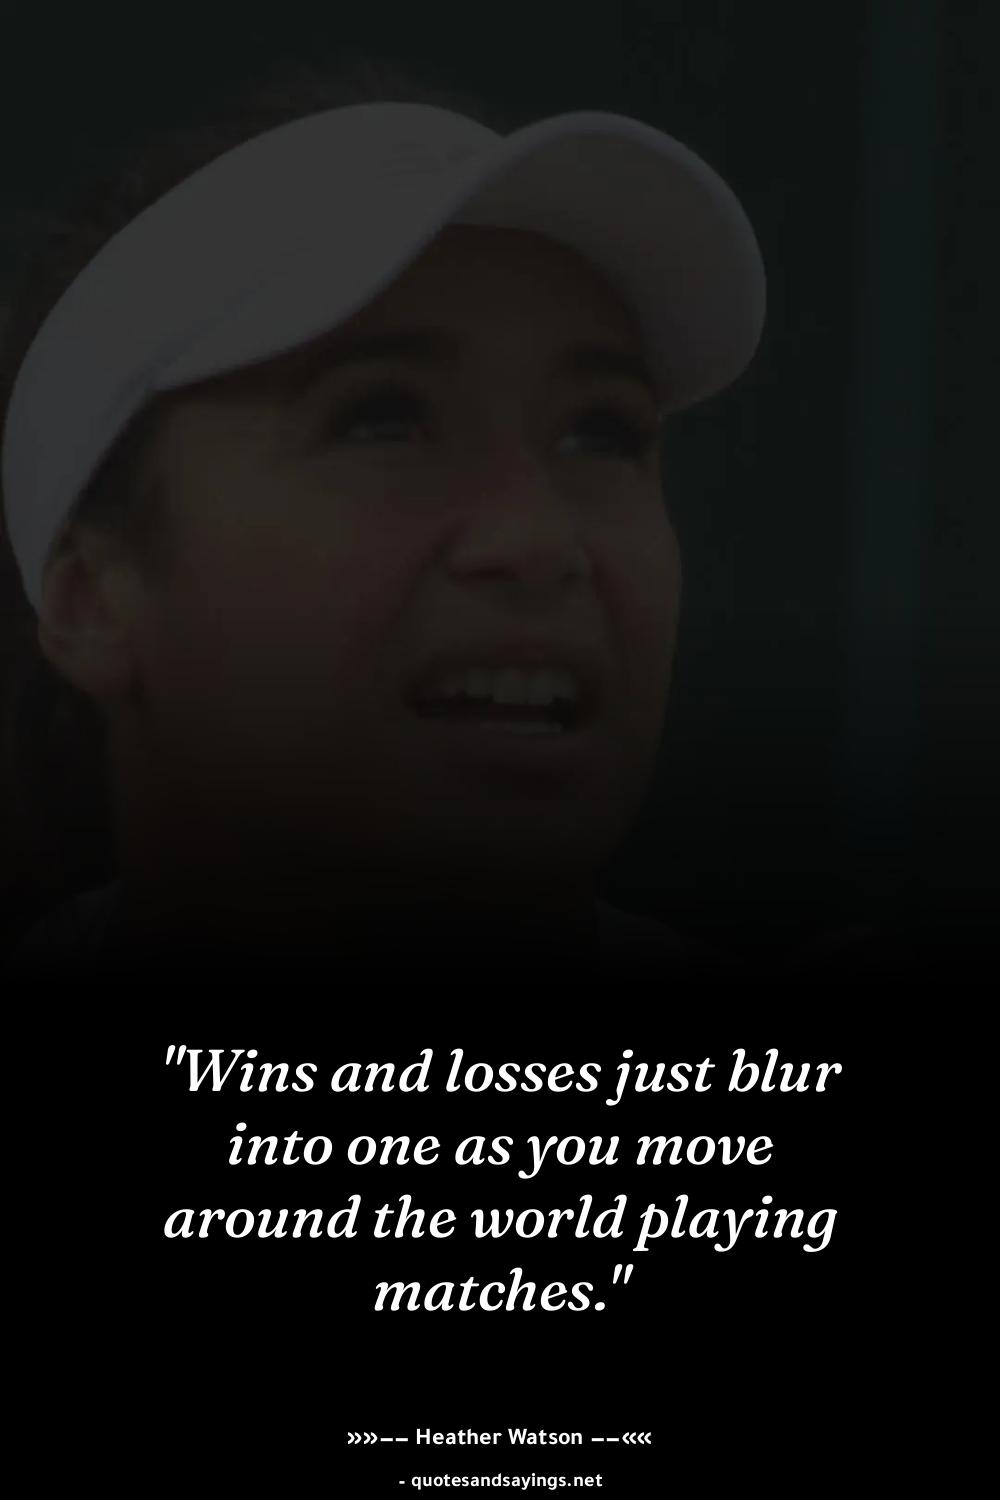 "Wins and losses just blur
into one as you move
around the world playing
matches."
»»–– Heather Watson ––««
- quotesandsayings.net